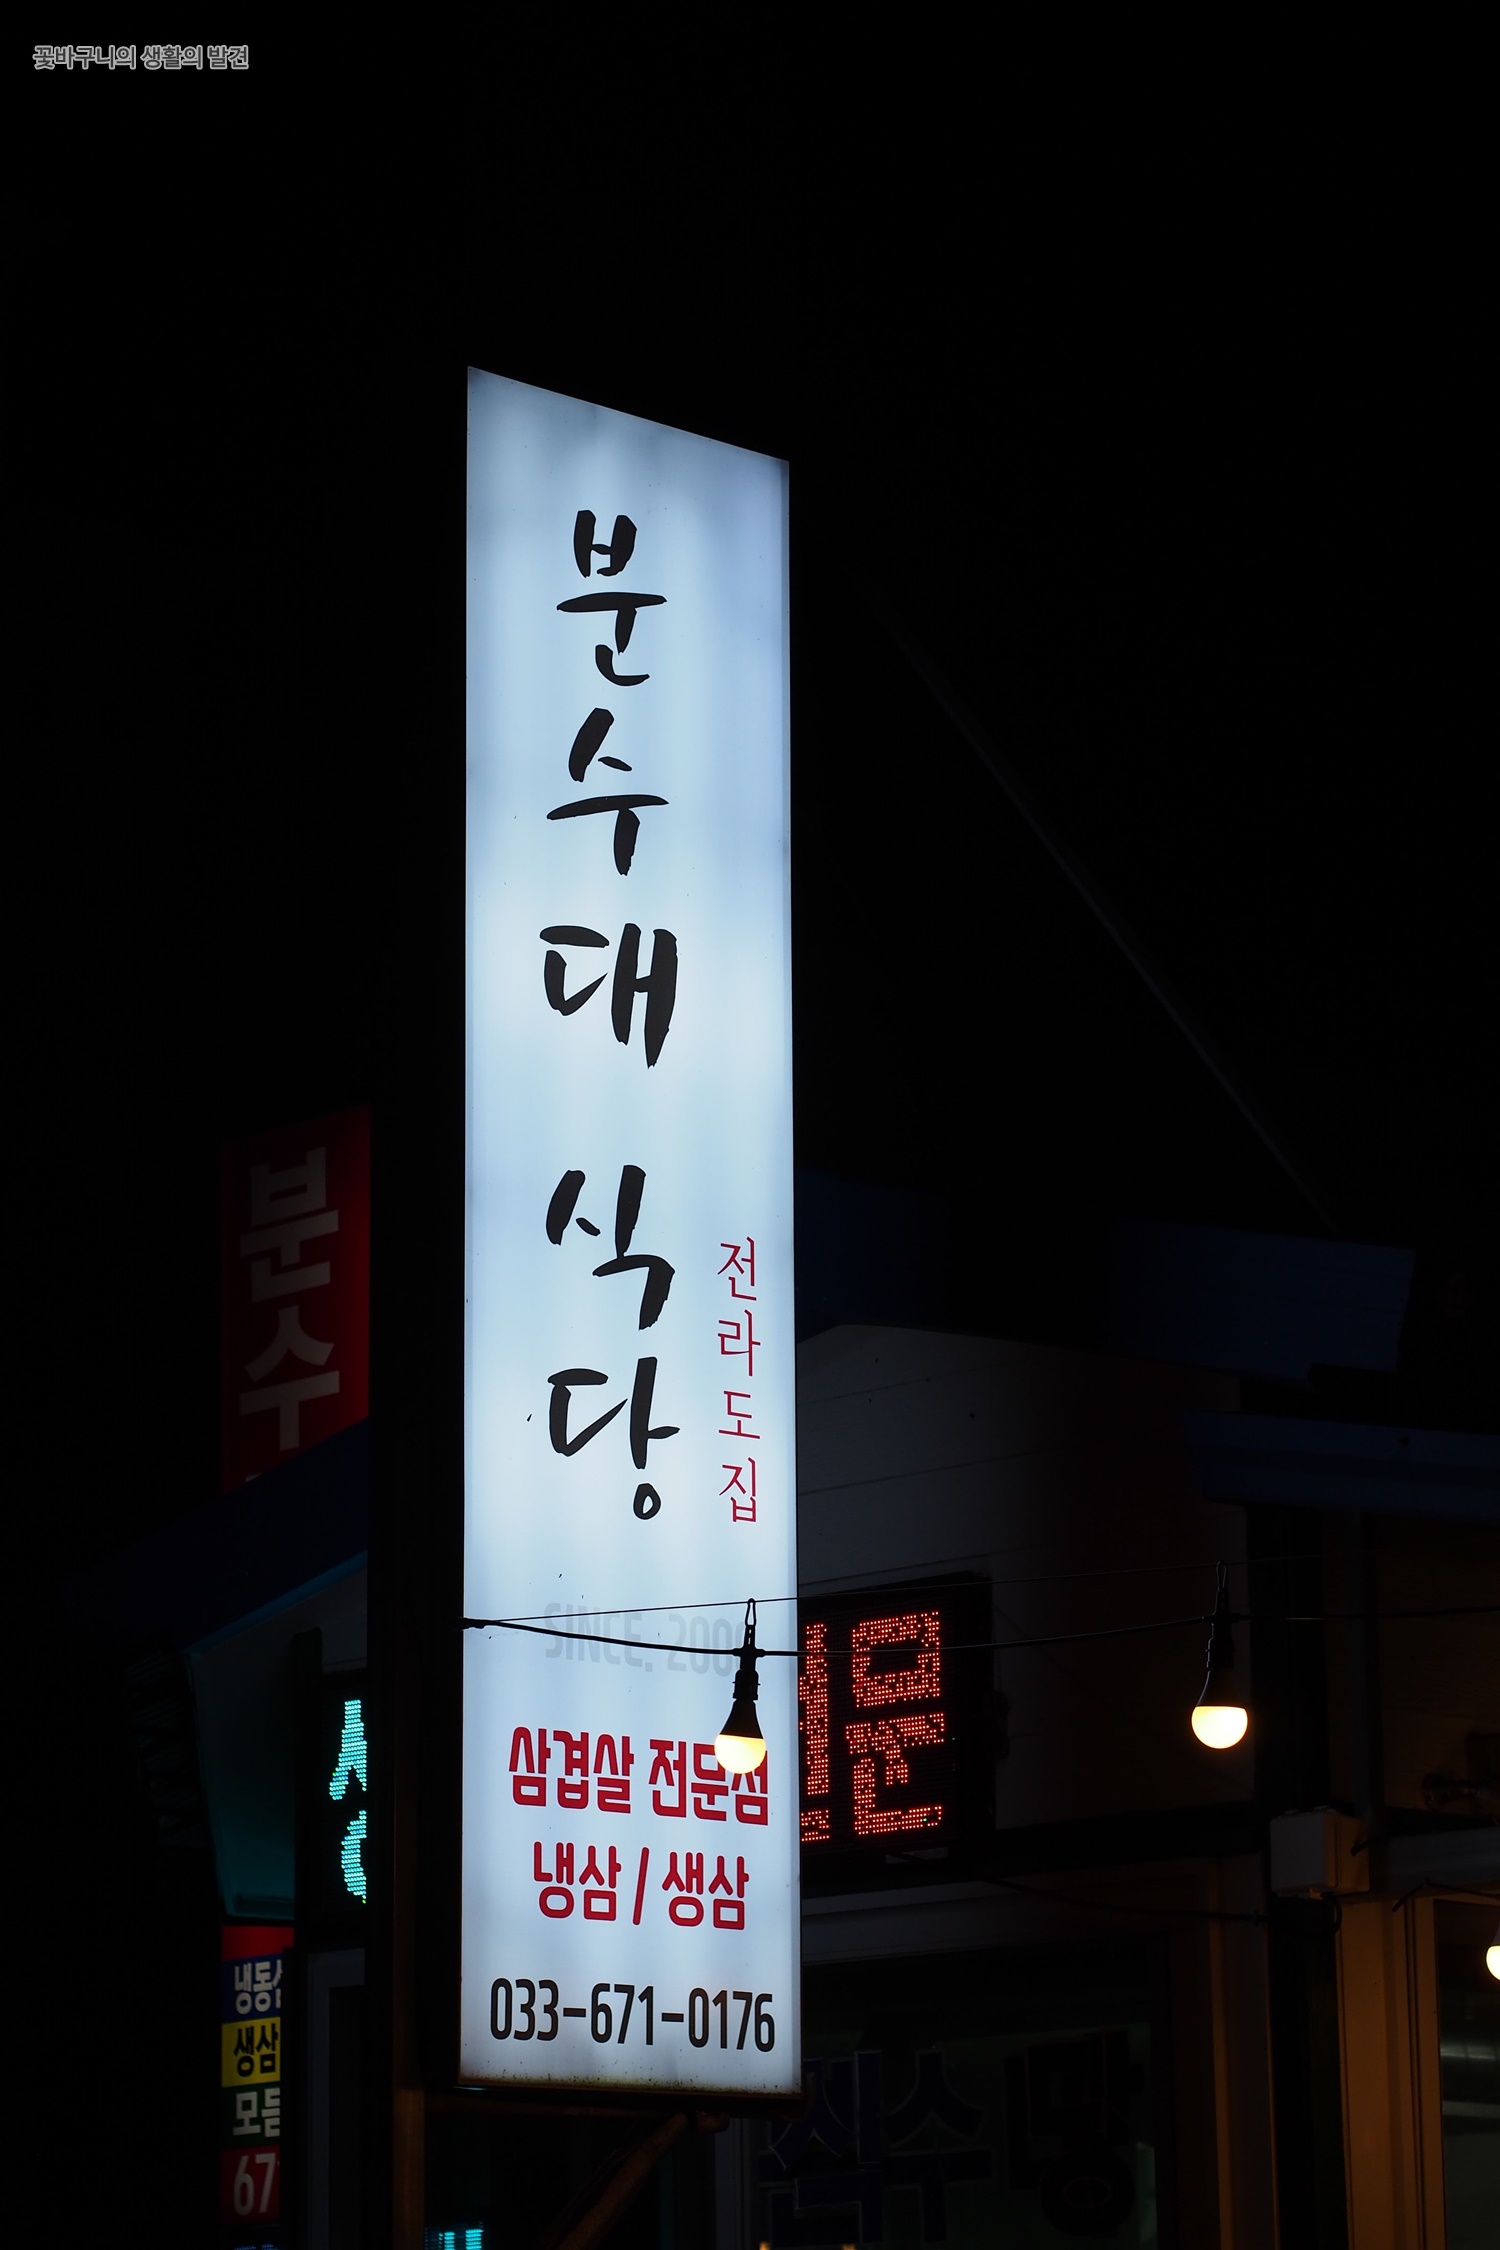 꽃바구니의 생활의 발견
분수대 식당
전라도집
SINCE. 200
삼겹살 전문점
냉삼 / 생삼
033-671-0176
분수
냉동
생삼
모듬
67